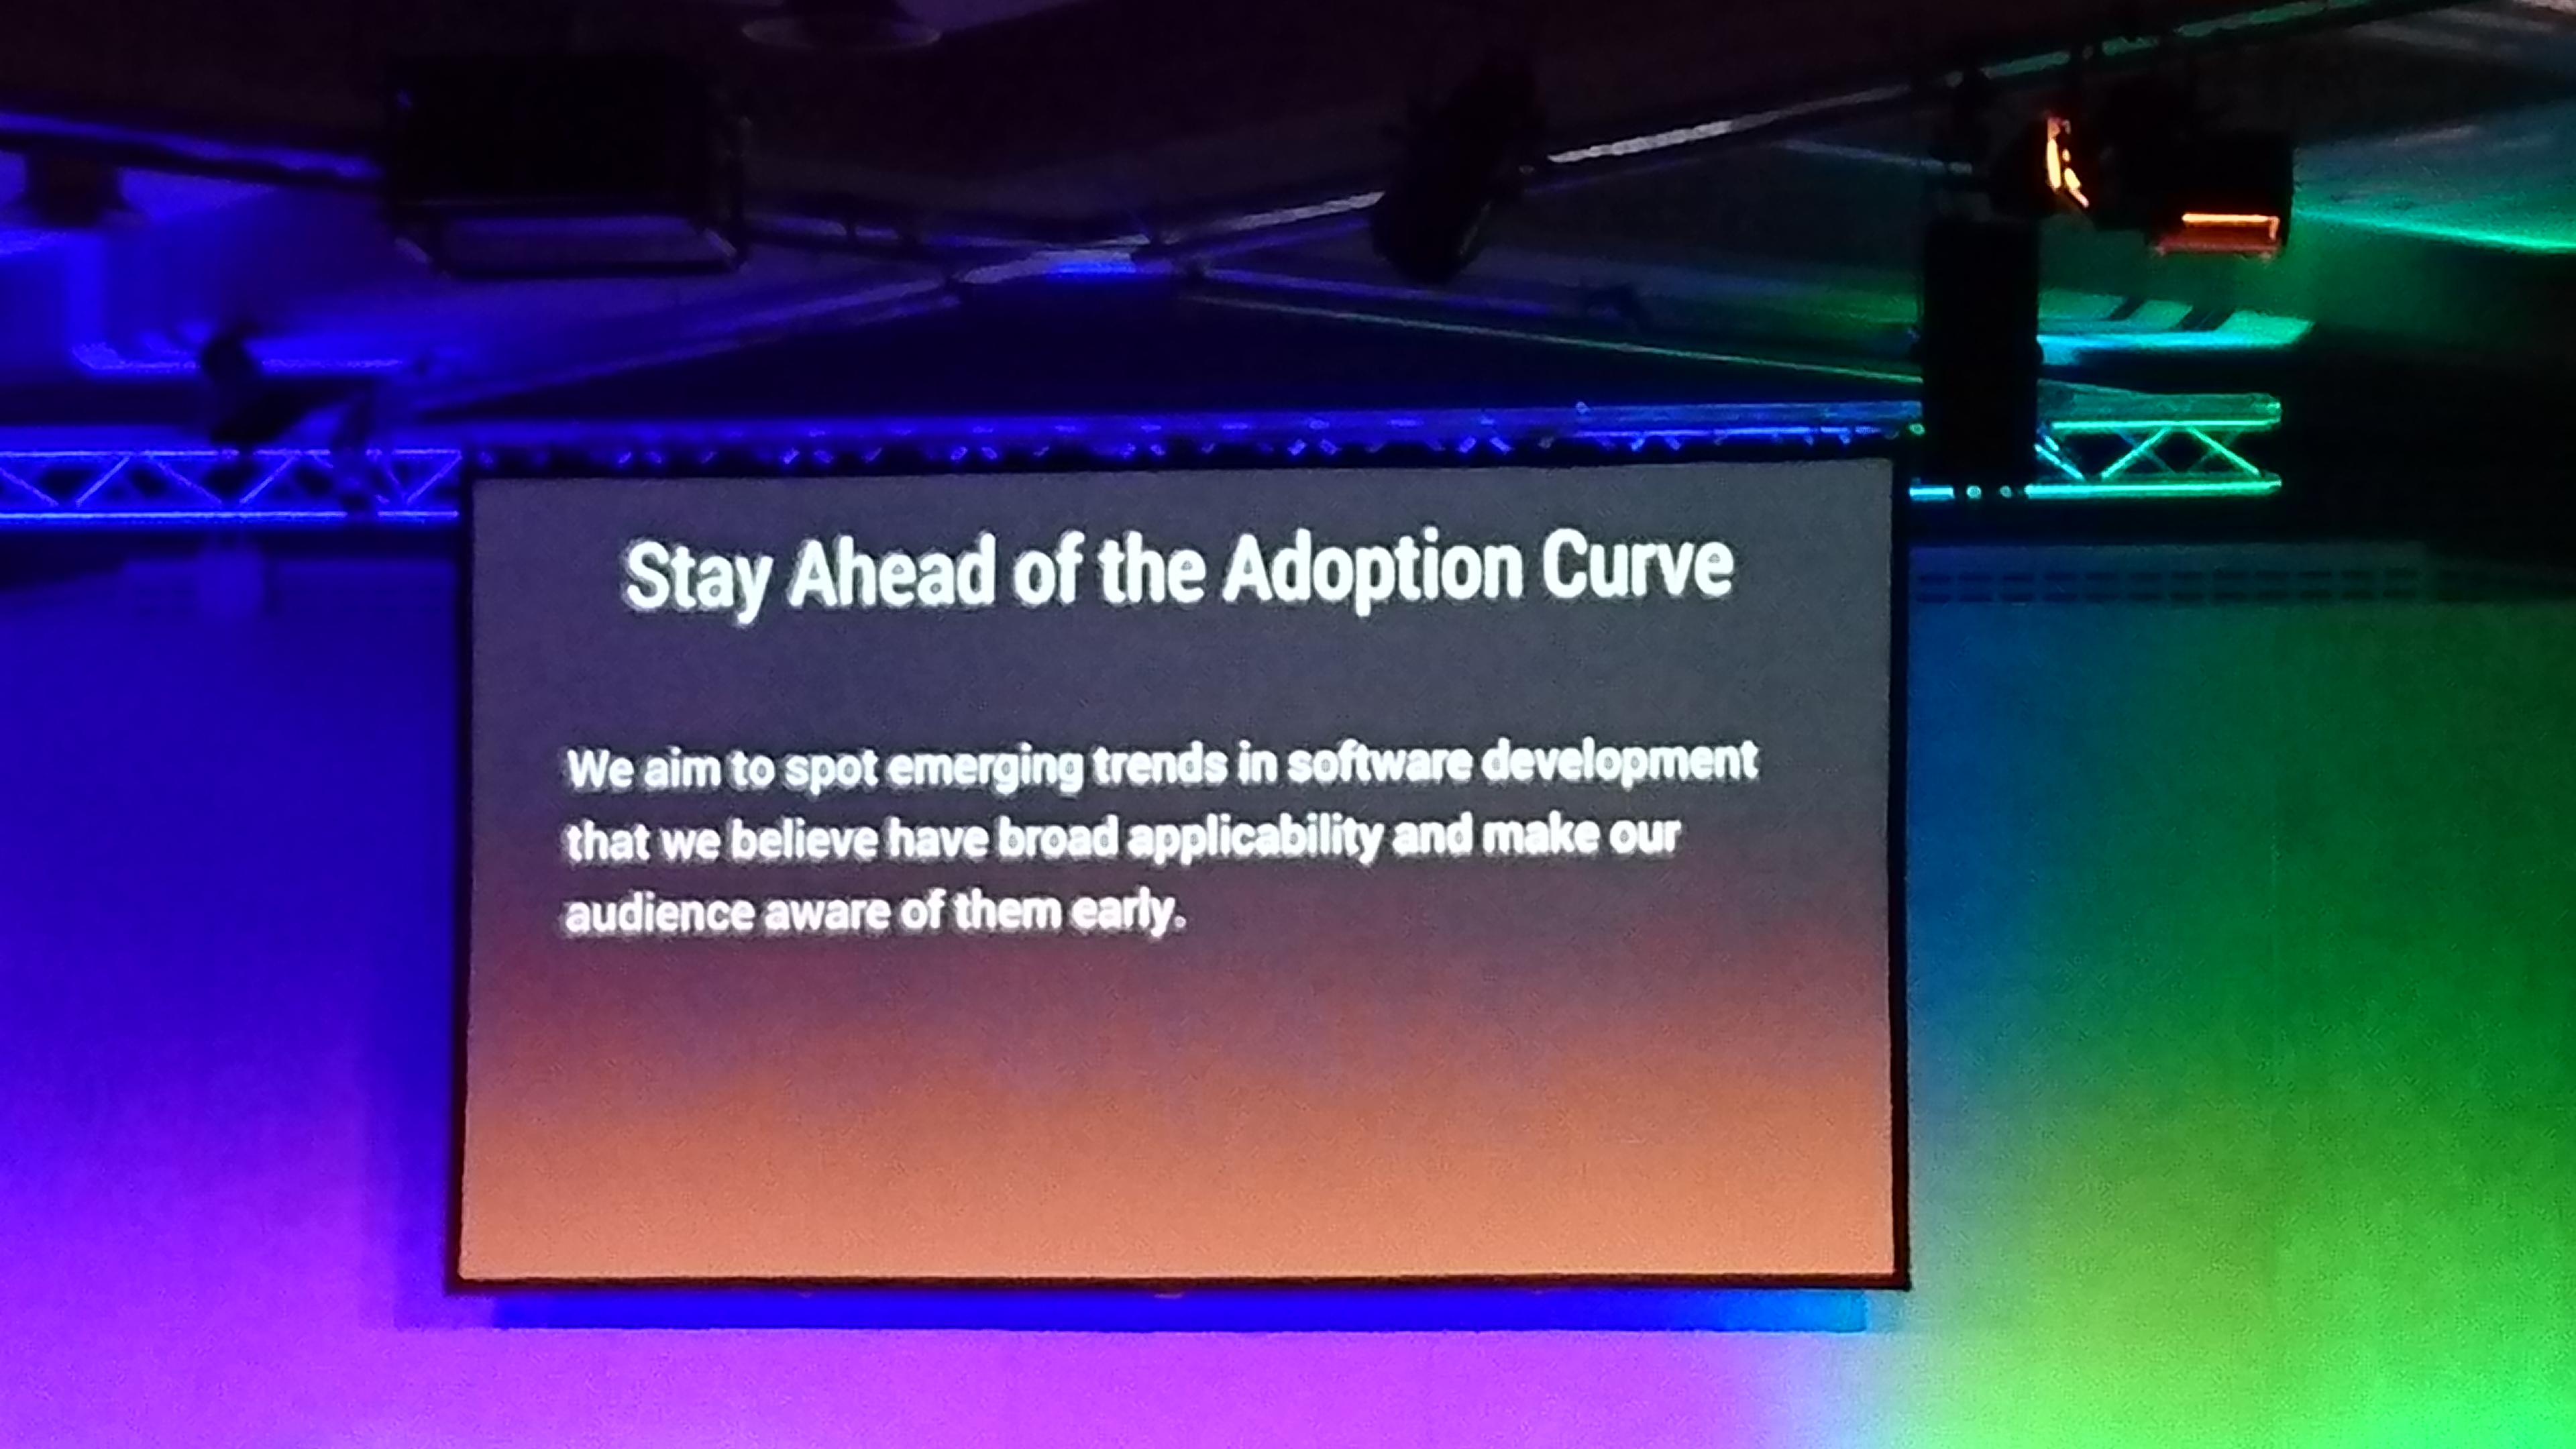 Stay Ahead of the Adoption Curve
We aim to spot emerging trends in software development
that we believe have broad applicability and make our
audience aware of them early.